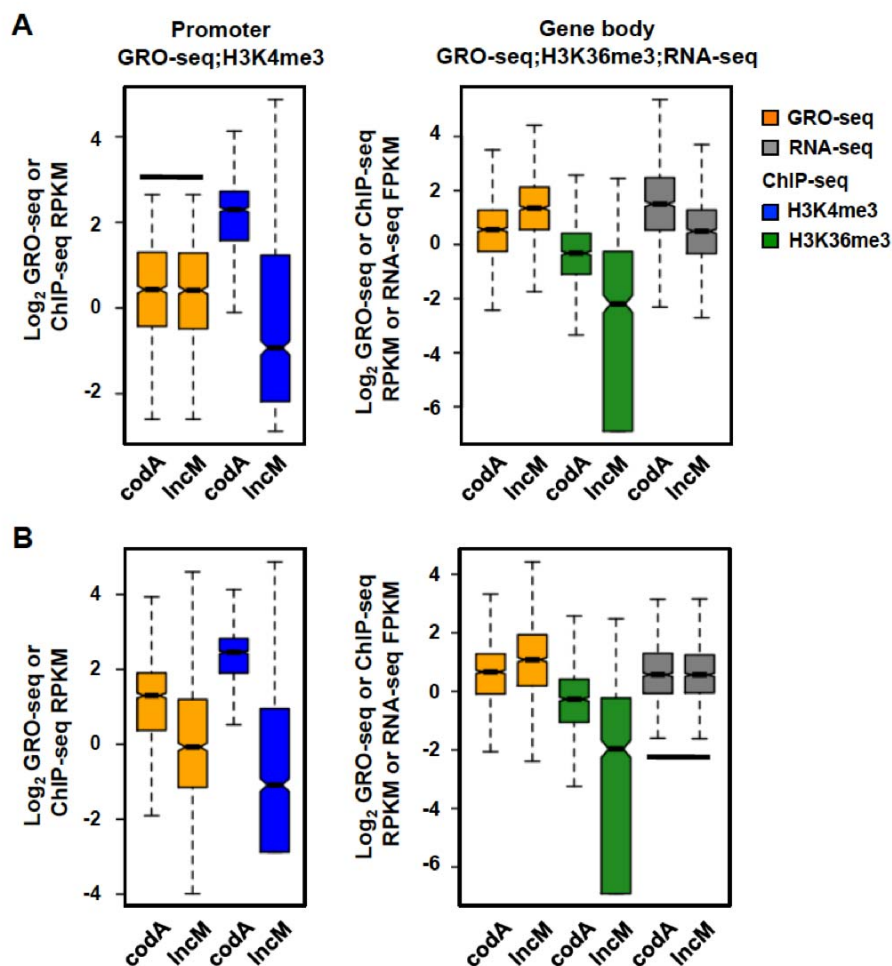 A
Promoter
GRO-seq;H3K4me3
Gene body
GRO-seq;H3K36me3;RNA-seq
Log2 GRO-seq or
ChIP-seq RPKM
4
2
0
-2
codA
lncM
codA
lncM
Log2 GRO-seq or ChIP-seq
RPKM or RNA-seq FPKM
4
2
0
-2
-4
-6
codA
lncM
codA
lncM
codA
lncM
GRO-seq
RNA-seq
ChIP-seq
H3K4me3
H3K36me3
B
Log2 GRO-seq or
ChIP-seq RPKM
4
2
0
-2
-4
codA
lncM
codA
lncM
Log2 GRO-seq or ChIP-seq
RPKM or RNA-seq FPKM
4
2
0
-2
-4
-6
codA
lncM
codA
lncM
codA
lncM